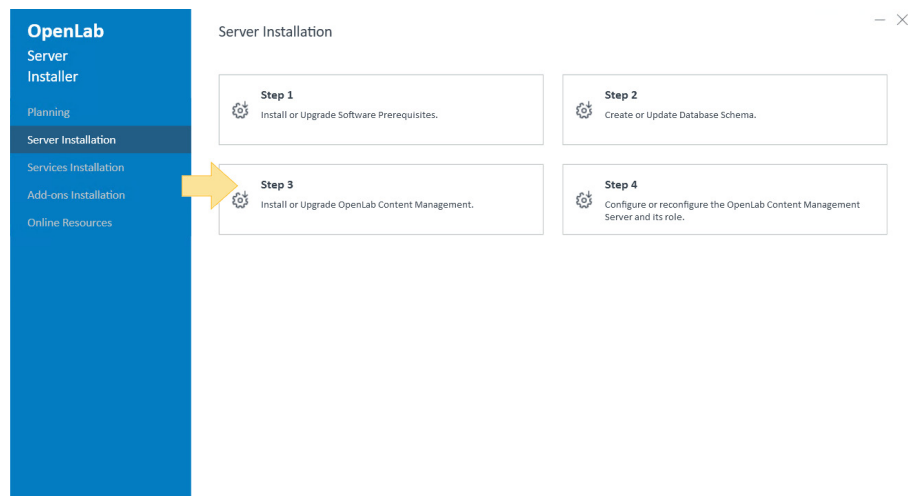 OpenLab
Server
Installer
Planning
Server Installation
Services Installation
Add-ons Installation
Online Resources
Server Installation
Step 1
Install or Upgrade Software Prerequisites.
Step 2
Create or Update Database Schema.
Step 3
Install or Upgrade OpenLab Content Management.
Step 4
Configure or reconfigure the OpenLab Content Management
Server and its role.